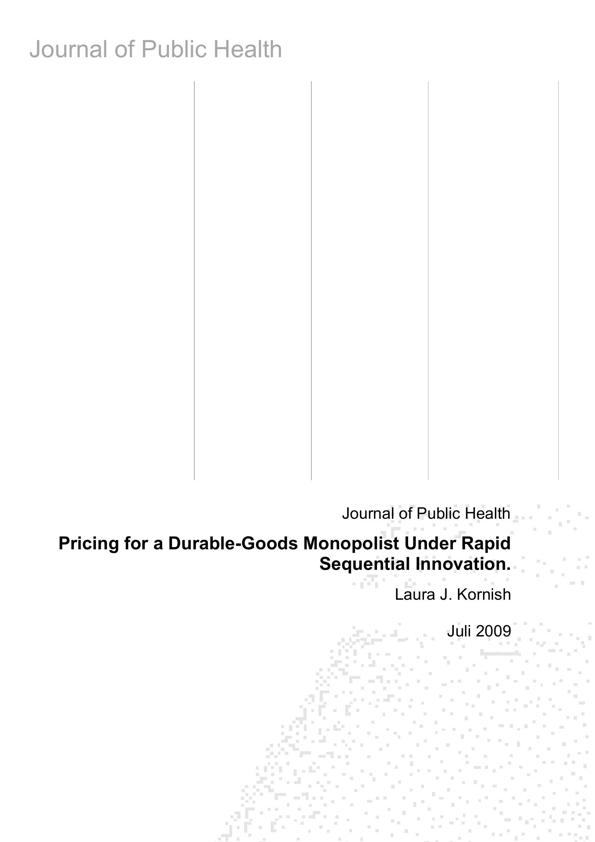 Journal of Public Health
Journal of Public Health
Pricing for a Durable-Goods Monopolist Under Rapid
Sequential Innovation.
Laura J. Kornish
Juli 2009